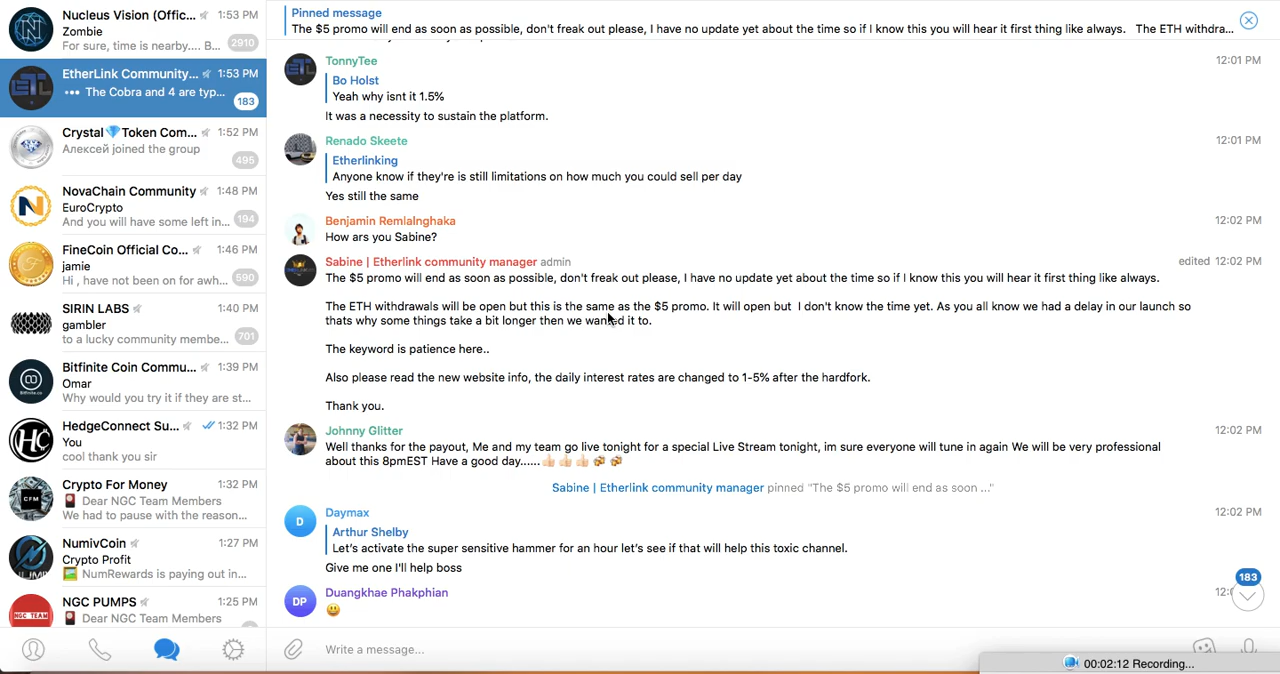 Nucleus Vision (Offic... 1:53 PM
Zombie
For sure, time is nearby.... B... 2910
EtherLink Community... 1:53 PM
••• The Cobra and 4 are typ... 183
Crystal💎Token Com... 1:52 PM
Алексей joined the group
495
NovaChain Community 1:48 PM
EuroCrypto
And you will have some left in... 194
FineCoin Official Co... 1:46 PM
jamie
Hi , have not been on for awh... 590
SIRIN LABS 1:40 PM
gambler
to a lucky community membe... 701
Bitfinite Coin Commu... 1:39 PM
Omar
Why would you try it if they are st...
HedgeConnect Su... 1:32 PM
You
cool thank you sir
Crypto For Money 1:32 PM
Dear NGC Team Members
We had to pause with the reason...
NumivCoin 1:27 PM
Crypto Profit
NumRewards is paying out in...
NGC PUMPS 1:25 PM
Dear NGC Team Members
Pinned message
The $5 promo will end as soon as possible, don't freak out please, I have no update yet about the time so if I know this you will hear it first thing like always. The ETH withdra...
TonnyTee 12:01 PM
Bo Holst
Yeah why isnt it 1.5%
It was a necessity to sustain the platform.
Renado Skeete 12:01 PM
Etherlinking
Anyone know if they're is still limitations on how much you could sell per day
Yes still the same
Benjamin Remlalnghaka 12:02 PM
How ars you Sabine?
Sabine | Etherlink community manager admin edited 12:02 PM
The $5 promo will end as soon as possible, don't freak out please, I have no update yet about the time so if I know this you will hear it first thing like always.
The ETH withdrawals will be open but this is the same as the $5 promo. It will open but I don't know the time yet. As you all know we had a delay in our launch so
thats why some things take a bit longer then we wanted it to.
The keyword is patience here..
Also please read the new website info, the daily interest rates are changed to 1-5% after the hardfork.
Thank you.
Johnny Glitter 12:02 PM
Well thanks for the payout, Me and my team go live tonight for a special Live Stream tonight, im sure everyone will tune in again We will be very professional
about this 8pmEST Have a good day......👍🏻👍🏻👍🏻
Sabine | Etherlink community manager pinned "The $5 promo will end as soon ..."
Daymax 12:02 PM
Arthur Shelby
Let's activate the super sensitive hammer for an hour let's see if that will help this toxic channel.
Give me one I'll help boss
Duangkhae Phakphian
😃
183
Write a message...
00:02:12 Recording...